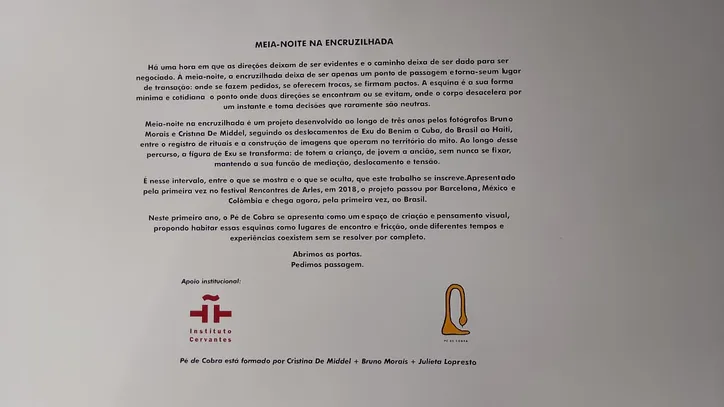 MEIA-NOITE NA ENCRUZILHADA
Há uma hora em que as direções deixam de ser evidentes e o caminho deixa de ser dado para ser
negociado. À meia-noite, a encruzilhada deixa de ser apenas um ponto de passagem e torna-se um lugar
de transação: onde se fazem pedidos, se oferecem trocas, se firmam pactos. A esquina é a sua forma
mínima e cotidiana o ponto onde duas direções se encontram ou se evitam, onde o corpo desacelera por
um instante e toma decisões que raramente são neutras.
Meia-noite na encruzilhada é um projeto desenvolvido ao longo de três anos pelos fotógrafos Bruno
Morais e Cristina De Middel, seguindo os deslocamentos de Exu do Benim a Cuba, do Brasil ao Haiti,
entre o registro de rituais e a construção de imagens que operam no território do mito. Ao longo desse
percurso, a figura de Exu se transforma: de totem a criança, de jovem a ancião, sem nunca se fixar,
mantendo a sua funcão de mediação, deslocamento e tensão.
É nesse intervalo, entre o que se mostra e o que se oculta, que este trabalho se inscreve.Apresentado
pela primeira vez no festival Rencontres de Arles, em 2018, o projeto passou por Barcelona, México e
Colômbia e chega agora, pela primeira vez, ao Brasil.
Neste primeiro ano, o Pé de Cobra se apresenta como um espaço de criação e pensamento visual,
propondo habitar essas esquinas como lugares de encontro e fricção, onde diferentes tempos e
experiências coexistem sem se resolver por completo.
Abrimos as portas.
Pedimos passagem.
Apoio institucional:
Instituto
Cervantes
PÉ DE COBRA
Pé de Cobra está formado por Cristina De Middel + Bruno Morais + Julieta Lopresto